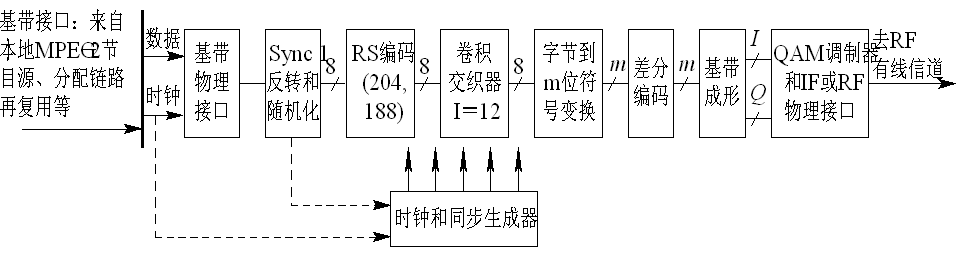 基带接口：来自
本地MPEG-2节
目源、分配链路
再复用等
数据
时钟
基带
物理
接口
Sync 1
反转和
随机化
8
RS编码
(204,
188)
8
卷积
交织器
I=12
8
字节到
m位符
号变换
m
差分
编码
m
基带
成形
I
Q
QAM调制器
和IF或RF
物理接口
去RF
有线信道
时钟和同步生成器